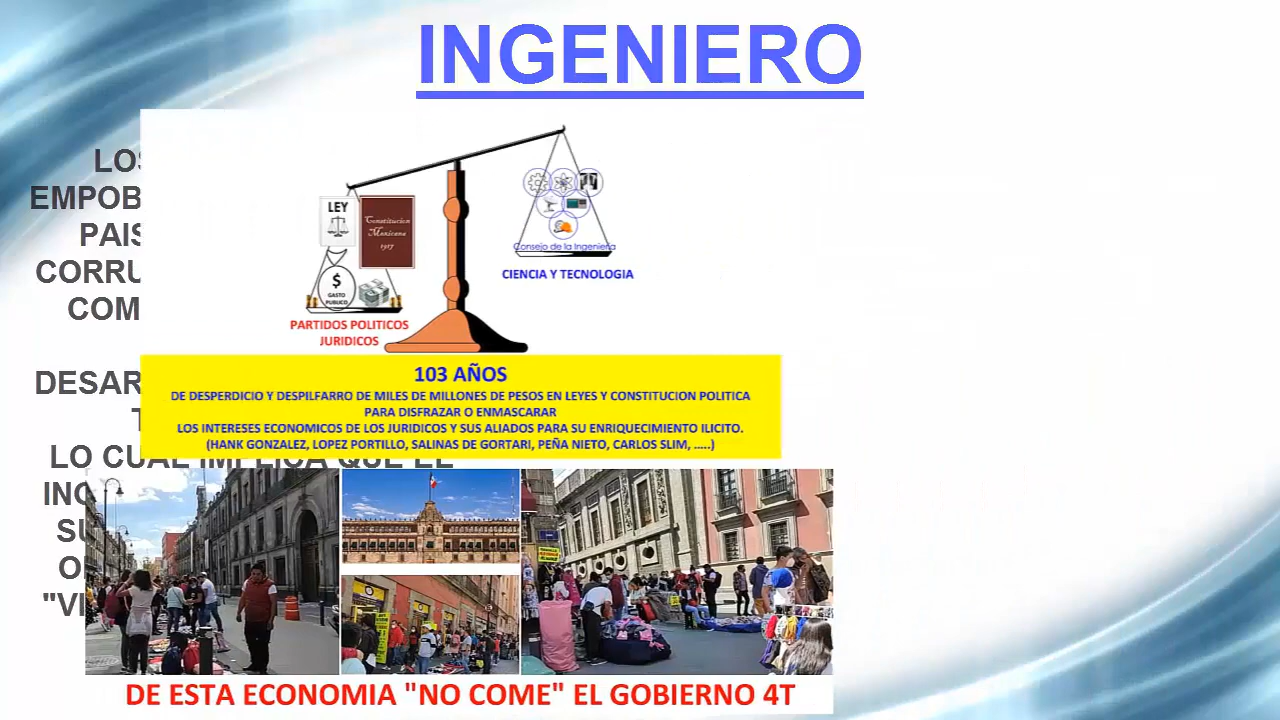 INGENIERO
LOS
EMPOB
PAIS
CORRU
COM
DESAR
LO CUAL IMPLICA QUE EL
ING
SU
O
"VI
LEY
Constitucion
Mexicana
1917
$
GASTO
PUBLICO
Consejo de la Ingeniería
CIENCIA Y TECNOLOGIA
PARTIDOS POLITICOS
JURIDICOS
103 AÑOS
DE DESPERDICIO Y DESPILFARRO DE MILES DE MILLONES DE PESOS EN LEYES Y CONSTITUCION POLITICA
PARA DISFRAZAR O ENMASCARAR
LOS INTERESES ECONOMICOS DE LOS JURIDICOS Y SUS ALIADOS PARA SU ENRIQUECIMIENTO ILICITO.
(HANK GONZALEZ, LOPEZ PORTILLO, SALINAS DE GORTARI, PEÑA NIETO, CARLOS SLIM, .....)
DE ESTA ECONOMIA "NO COME" EL GOBIERNO 4T